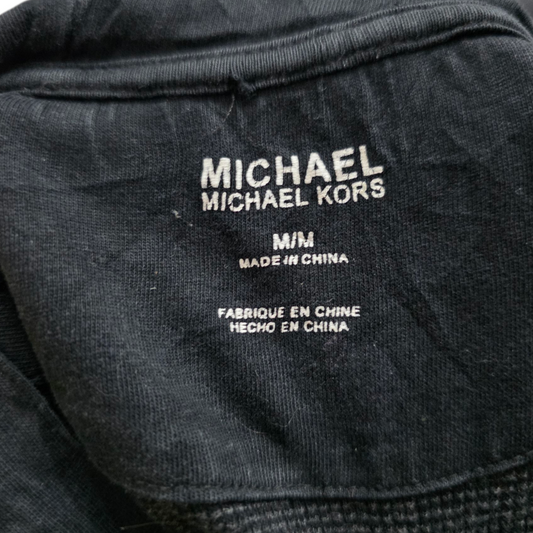 MICHAEL
MICHAEL KORS
M/M
MADE IN CHINA
FABRIQUE EN CHINE
HECHO EN CHINA